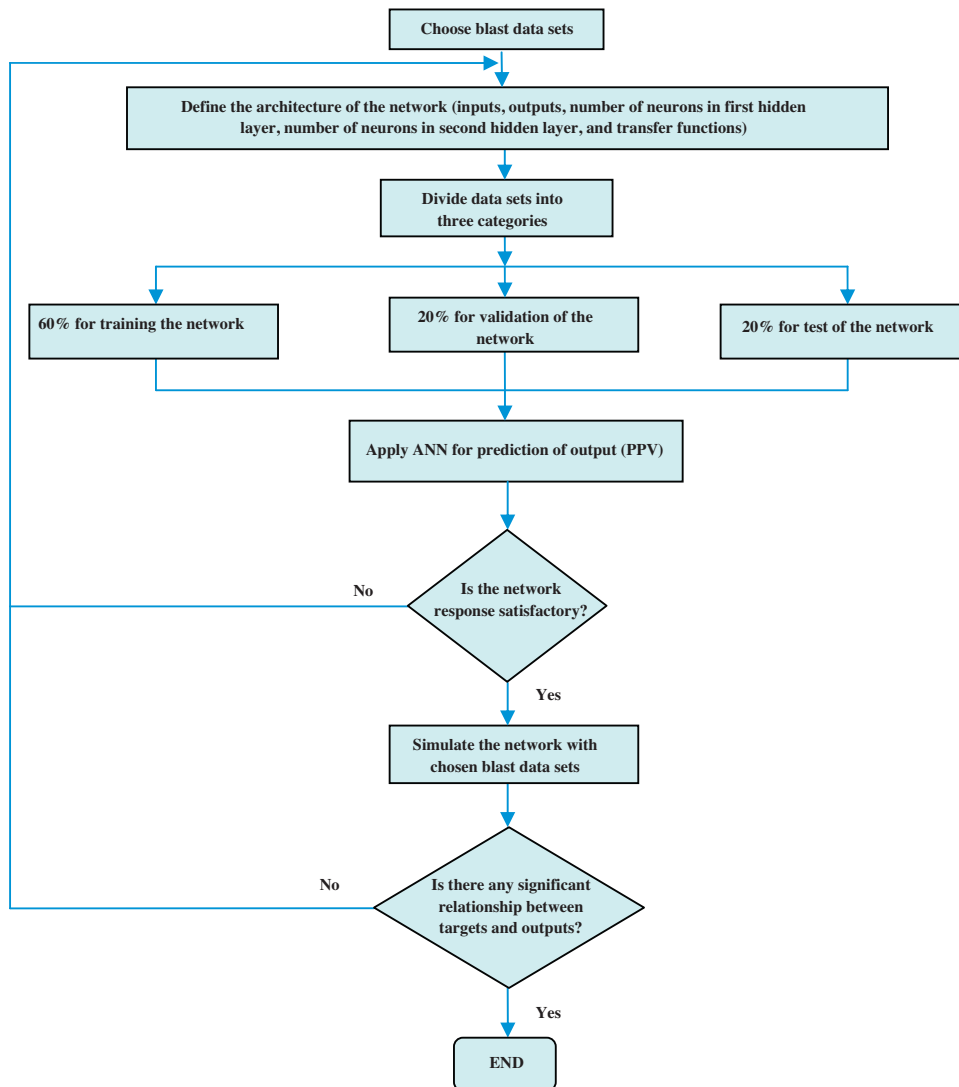 Choose blast data sets
Define the architecture of the network (inputs, outputs, number of neurons in first hidden
layer, number of neurons in second hidden layer, and transfer functions)
Divide data sets into
three categories
60% for training the network
20% for validation of the
network
20% for test of the network
Apply ANN for prediction of output (PPV)
Is the network
response satisfactory?
No
Yes
Simulate the network with
chosen blast data sets
Is there any significant
relationship between
targets and outputs?
No
Yes
END